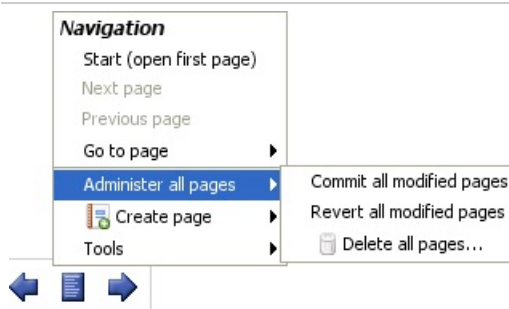 Navigation
Start (open first page)
Next page
Previous page
Go to page
Administer all pages
Create page
Tools
Commit all modified pages
Revert all modified pages
Delete all pages...